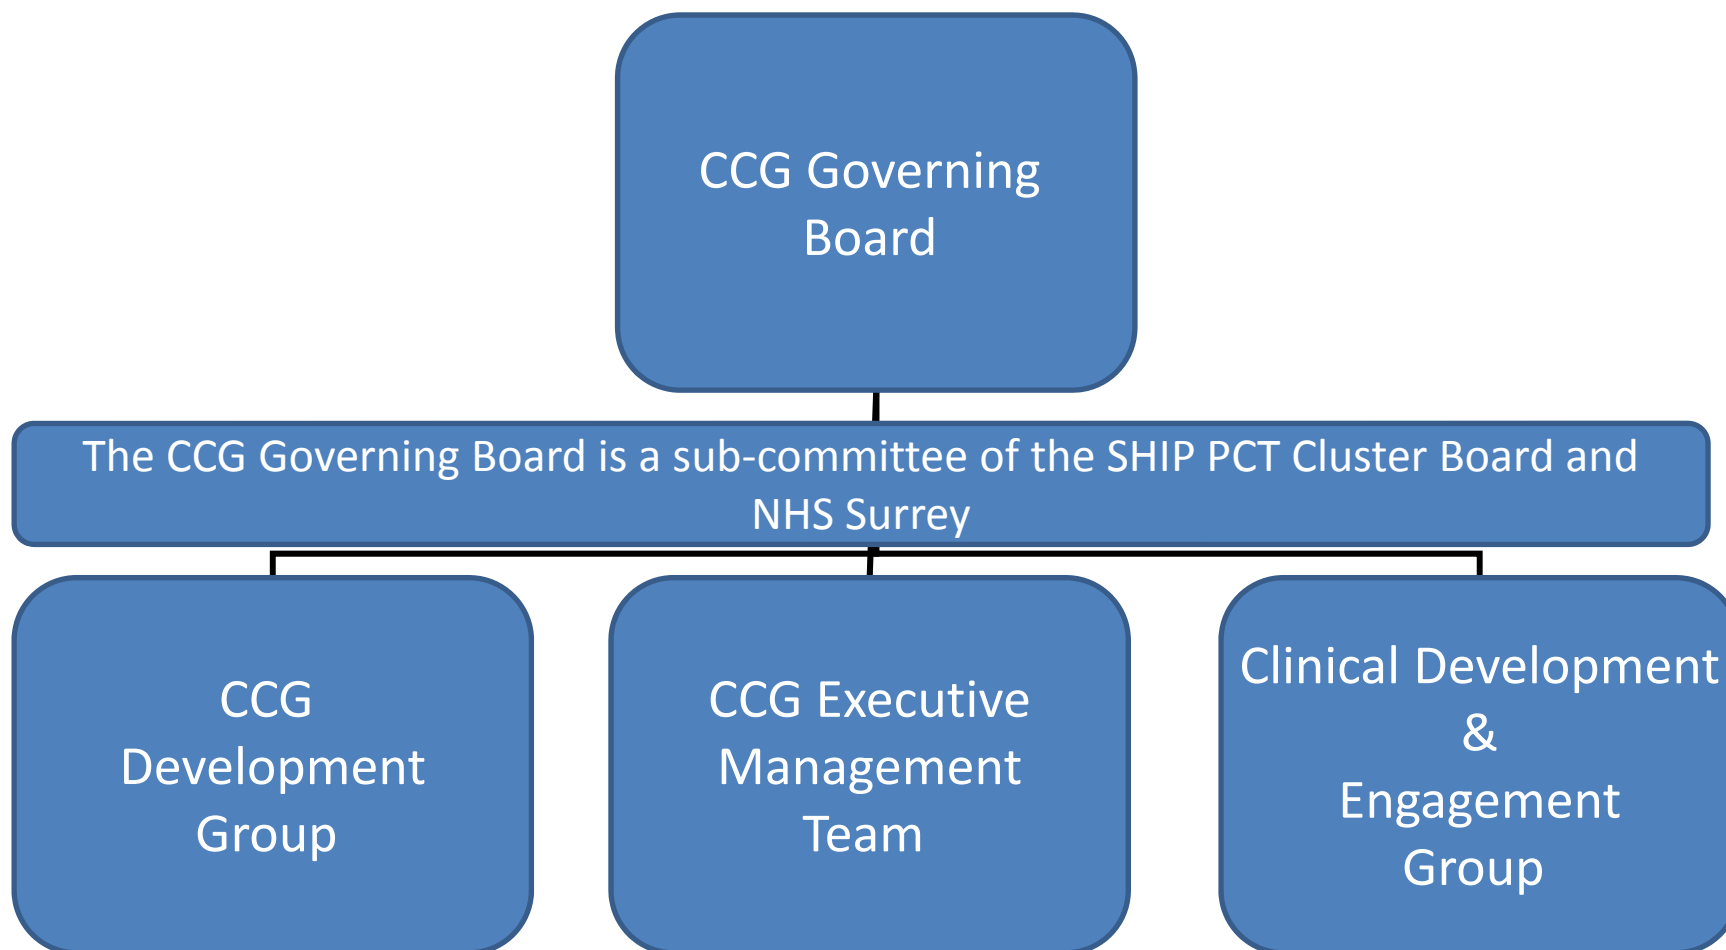 CCG Governing
Board
The CCG Governing Board is a sub-committee of the SHIP PCT Cluster Board and
NHS Surrey
CCG
Development
Group
CCG Executive
Management
Team
Clinical Development
&
Engagement
Group